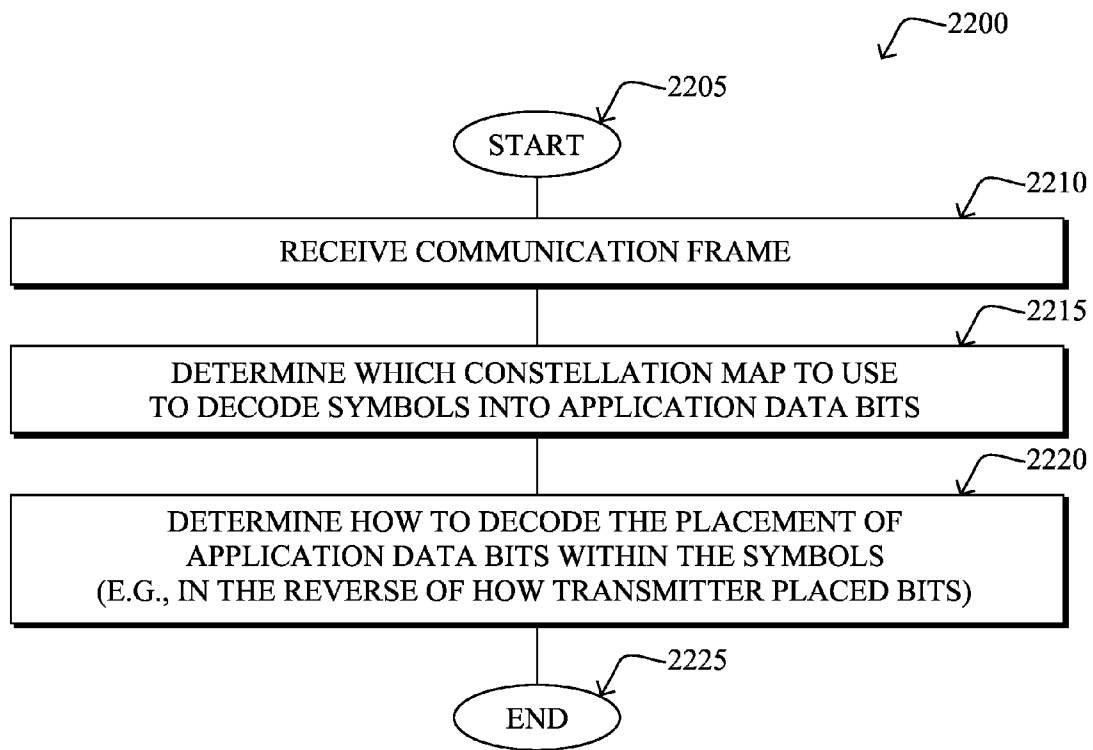 2200
2205
START
2210
RECEIVE COMMUNICATION FRAME
2215
DETERMINE WHICH CONSTELLATION MAP TO USE
TO DECODE SYMBOLS INTO APPLICATION DATA BITS
2220
DETERMINE HOW TO DECODE THE PLACEMENT OF
APPLICATION DATA BITS WITHIN THE SYMBOLS
(E.G., IN THE REVERSE OF HOW TRANSMITTER PLACED BITS)
2225
END